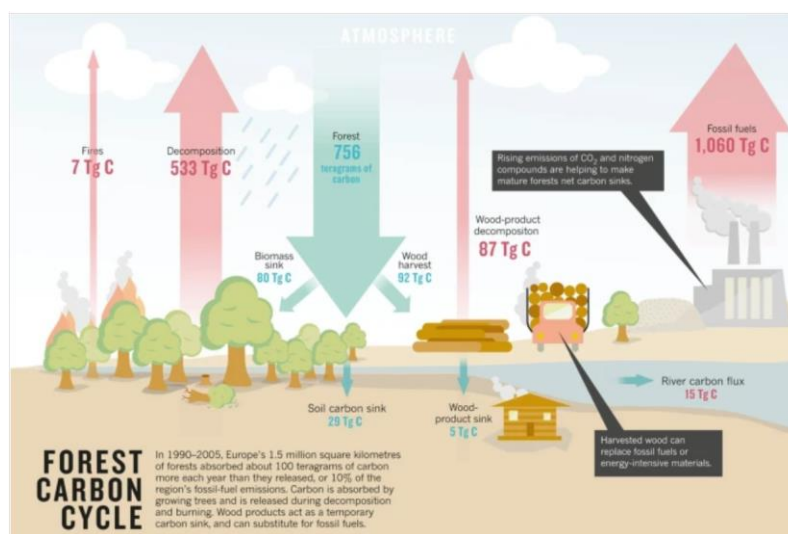 ATMOSPHERE
Fires
7 Tg C
Decomposition
533 Tg C
Forest
756
teragrams of
carbon
Fossil fuels
1,060 Tg C
Rising emissions of CO₂ and nitrogen
compounds are helping to make
mature forests net carbon sinks.
Wood-product
decompositon
87 Tg C
Biomass
sink
80 Tg C
Wood
harvest
92 Tg C
River carbon flux
15 Tg C
Soil carbon sink
29 Tg C
Wood-
product sink
5 Tg C
Harvested wood can
replace fossil fuels or
energy-intensive materials.
FOREST
CARBON
CYCLE
In 1990–2005, Europe's 1.5 million square kilometres
of forests absorbed about 100 teragrams of carbon
more each year than they released, or 10% of the
region's fossil-fuel emissions. Carbon is absorbed by
growing trees and is released during decomposition
and burning. Wood products act as a temporary
carbon sink, and can substitute for fossil fuels.